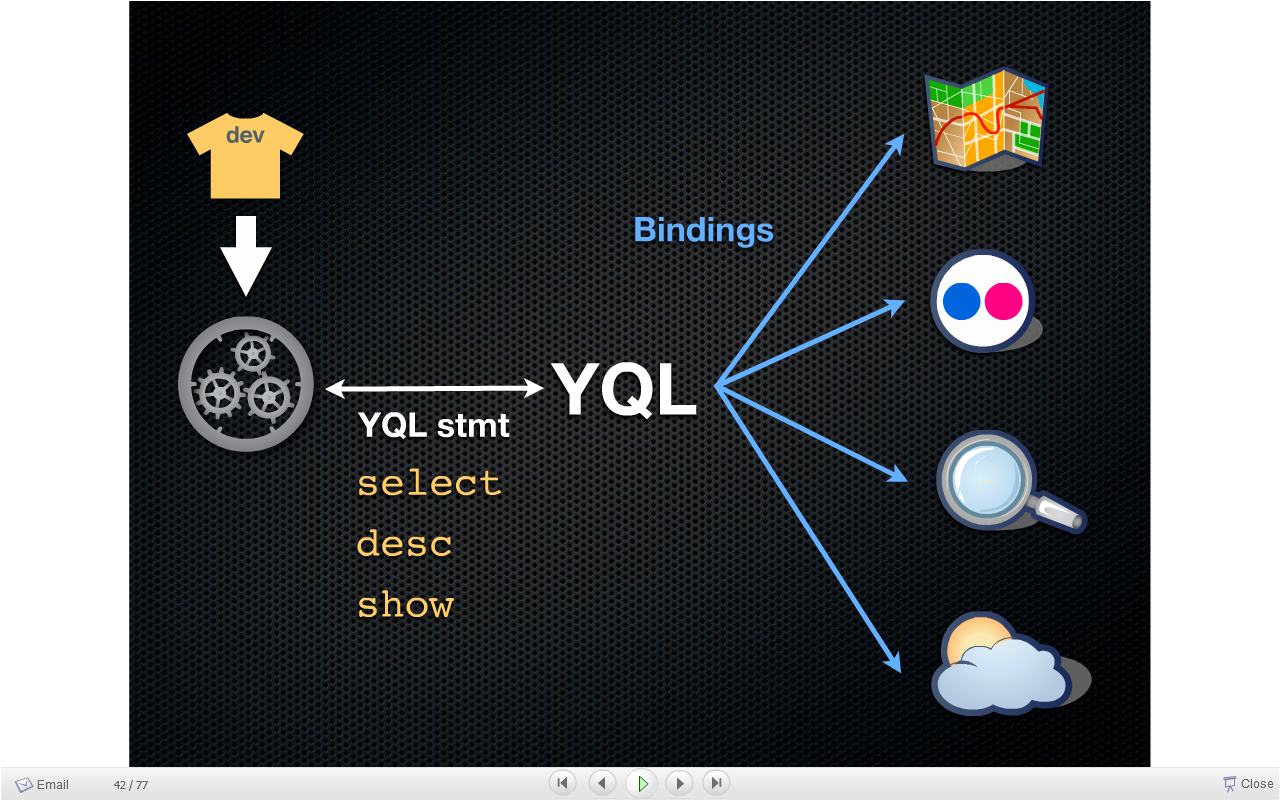 dev
Bindings
YQL
YQL stmt
select
desc
show
Email
42 / 77
Close